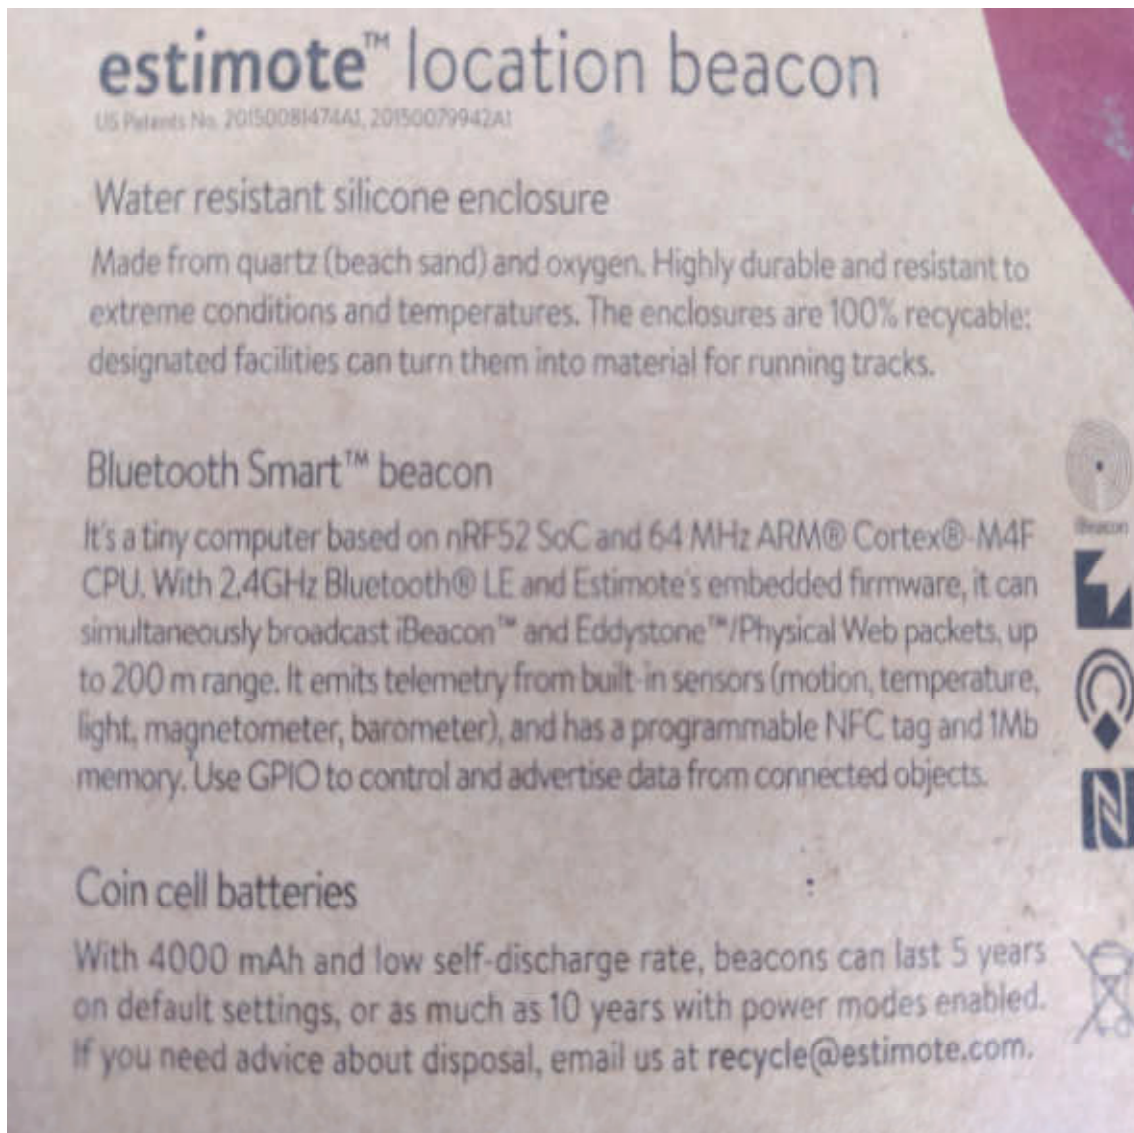 estimote™ location beacon
US Patents No. 20150081474A1, 20150079942A1
Water resistant silicone enclosure
Made from quartz (beach sand) and oxygen. Highly durable and resistant to
extreme conditions and temperatures. The enclosures are 100% recycable:
designated facilities can turn them into material for running tracks.
Bluetooth Smart™ beacon
It's a tiny computer based on nRF52 SoC and 64 MHz ARM® Cortex®-M4F
CPU. With 2.4GHz Bluetooth® LE and Estimote's embedded firmware, it can
simultaneously broadcast iBeacon™ and Eddystone™/Physical Web packets, up
to 200 m range. It emits telemetry from built-in sensors (motion, temperature,
light, magnetometer, barometer), and has a programmable NFC tag and 1Mb
memory. Use GPIO to control and advertise data from connected objects.
iBeacon
Coin cell batteries
With 4000 mAh and low self-discharge rate, beacons can last 5 years
on default settings, or as much as 10 years with power modes enabled.
If you need advice about disposal, email us at recycle@estimote.com.